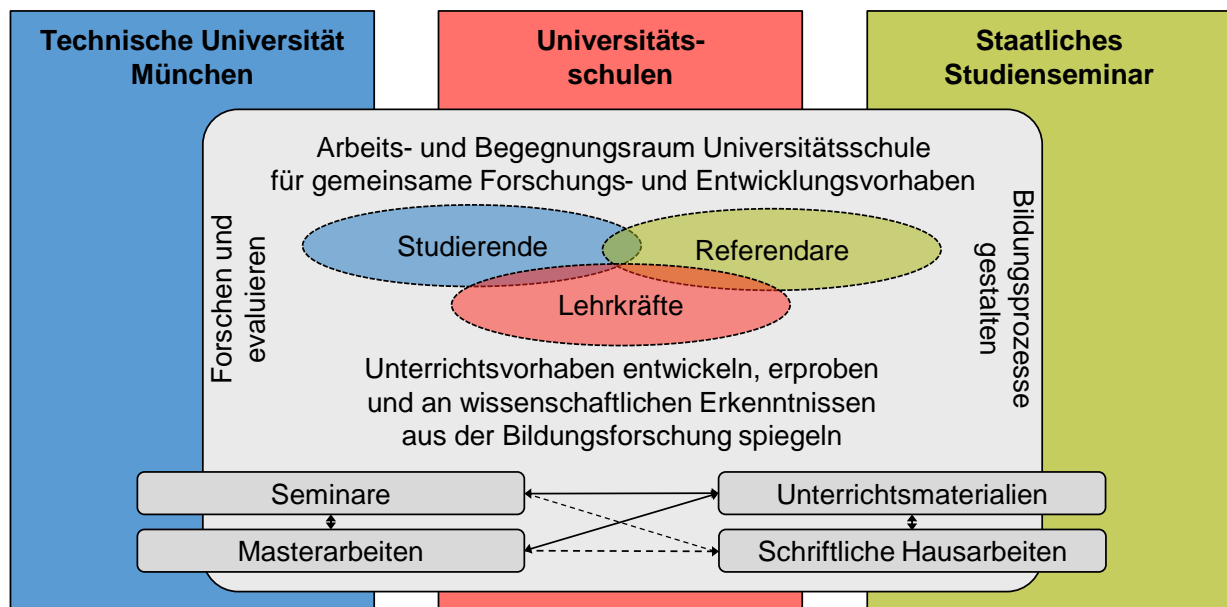 Technische Universität
München
Universitäts-
schulen
Staatliches
Studienseminar
Arbeits- und Begegnungsraum Universitätsschule
für gemeinsame Forschungs- und Entwicklungsvorhaben
Forschen und
evaluieren
Studierende
Referendare
Lehrkräfte
Bildungsprozesse
gestalten
Unterrichtsvorhaben entwickeln, erproben
und an wissenschaftlichen Erkenntnissen
aus der Bildungsforschung spiegeln
Seminare
Unterrichtsmaterialien
Masterarbeiten
Schriftliche Hausarbeiten